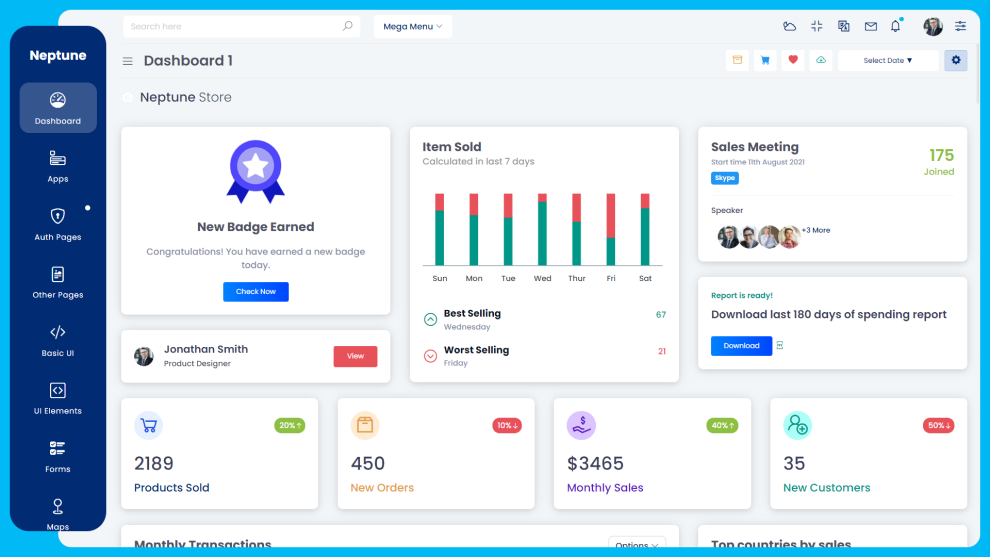 Neptune
Dashboard
Apps
Auth Pages
Other Pages
Basic UI
UI Elements
Forms
Maps
Search here
Mega Menu
Dashboard 1
Select Date ▼
Neptune Store
New Badge Earned
Congratulations! You have earned a new badge
today.
Check Now
Jonathan Smith
Product Designer
View
Item Sold
Calculated in last 7 days
Sun Mon Tue Wed Thur Fri Sat
Best Selling 67
Wednesday
Worst Selling 21
Friday
Sales Meeting
Start time 11th August 2021
Skype
175
Joined
Speaker
+3 More
Report is ready!
Download last 180 days of spending report
Download
20%↑
2189
Products Sold
10%↓
450
New Orders
40%↑
$3465
Monthly Sales
50%↓
35
New Customers
Monthly Transactions
Options
Top countries by sales